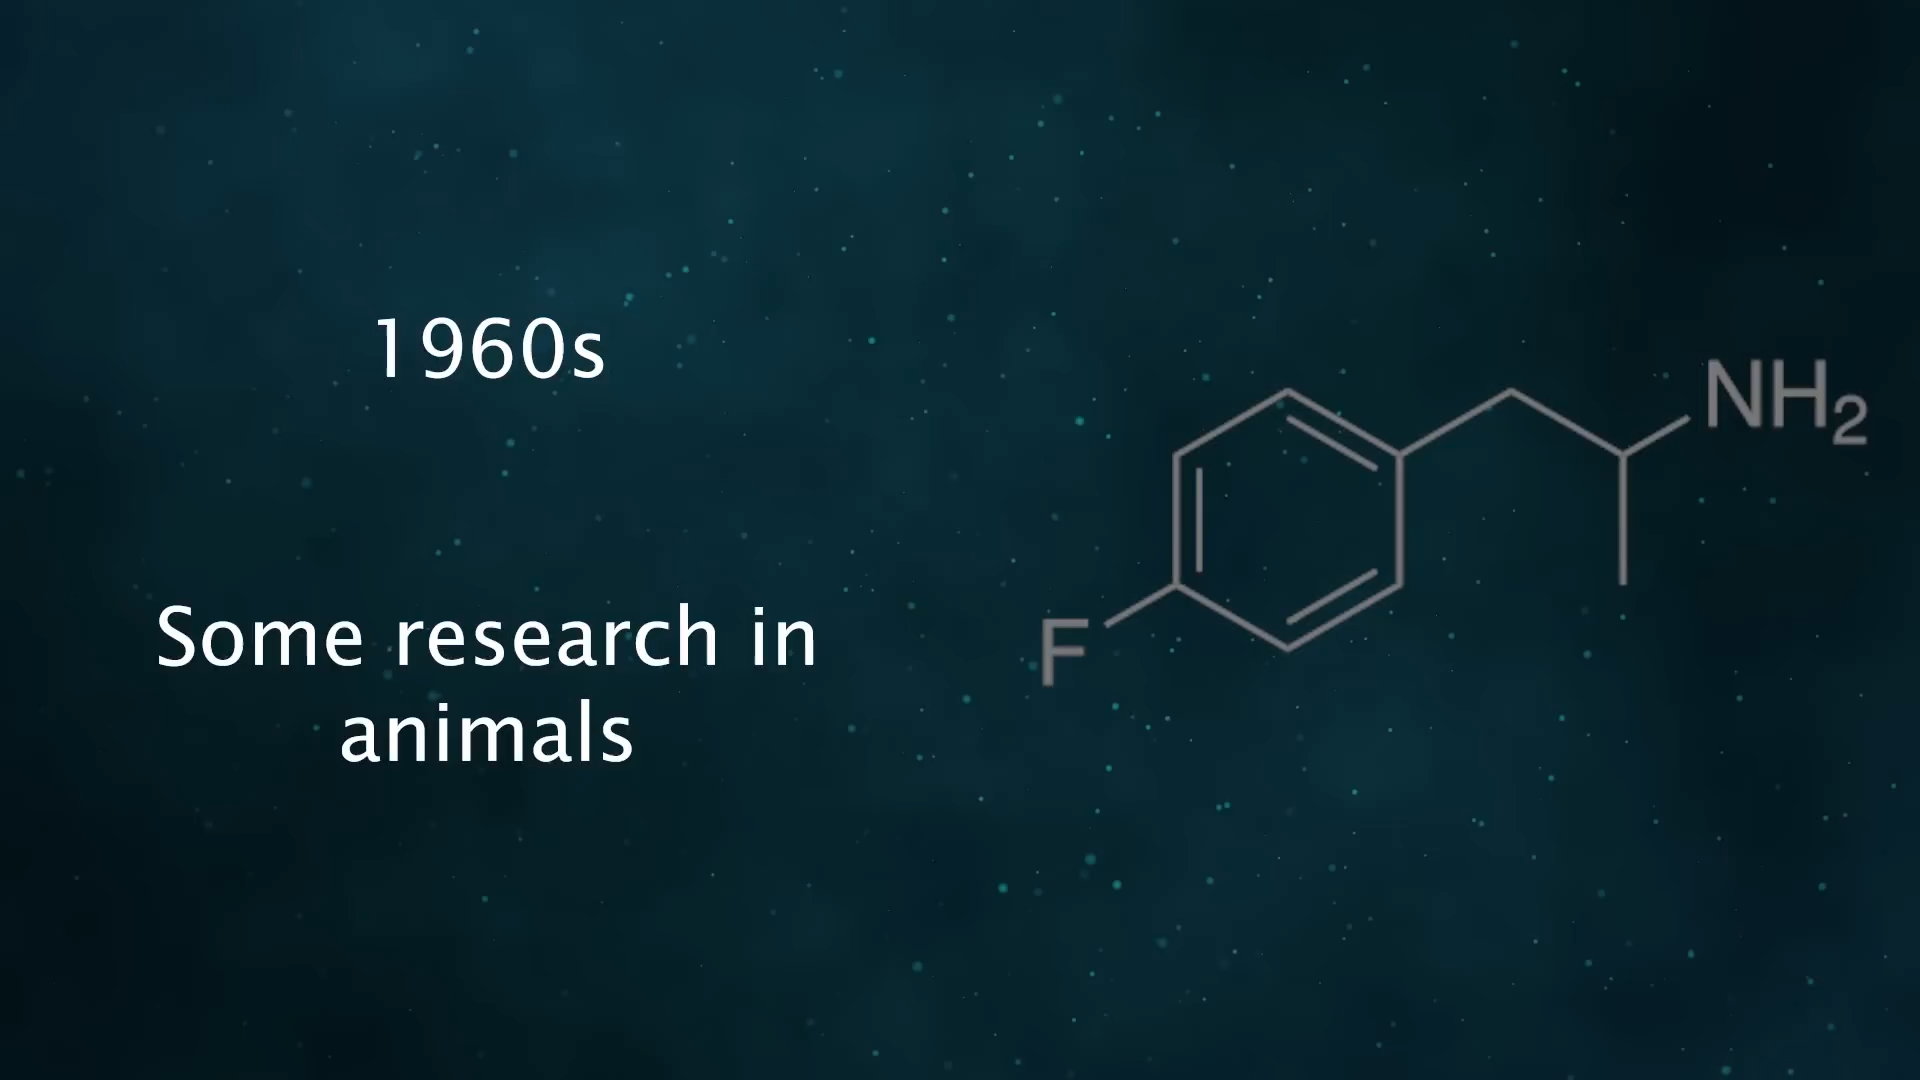 1960s
NH₂
Some research in
F
animals